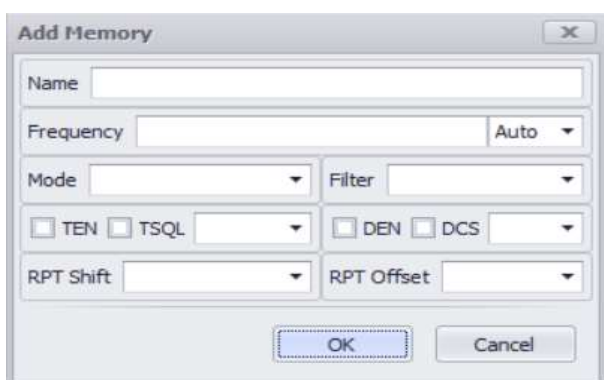 Add Memory
Name
Frequency Auto
Mode Filter
TEN TSQL DEN DCS
RPT Shift RPT Offset
OK Cancel